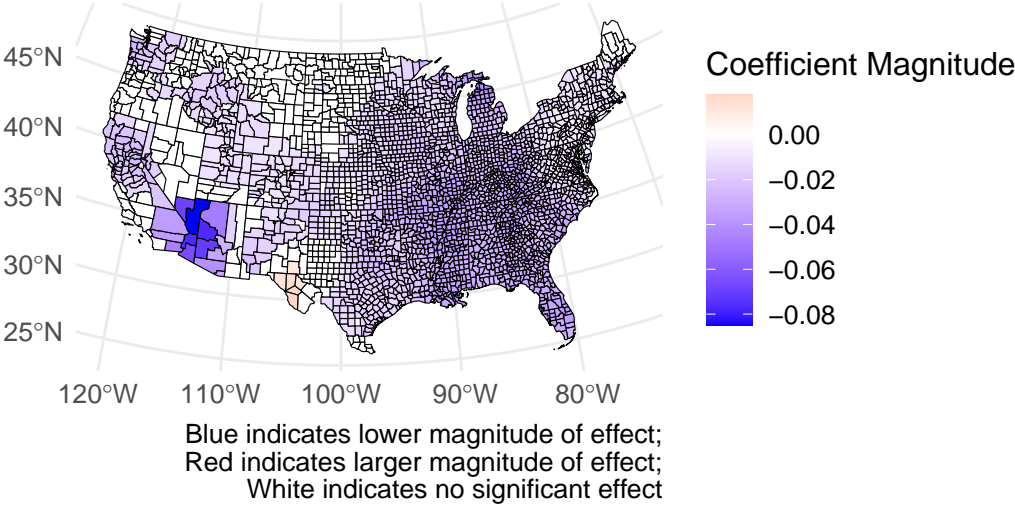 45°N
40°N
35°N
30°N
25°N
120°W 110°W 100°W 90°W 80°W
Coefficient Magnitude
0.00
−0.02
−0.04
−0.06
−0.08
Blue indicates lower magnitude of effect;
Red indicates larger magnitude of effect;
White indicates no significant effect